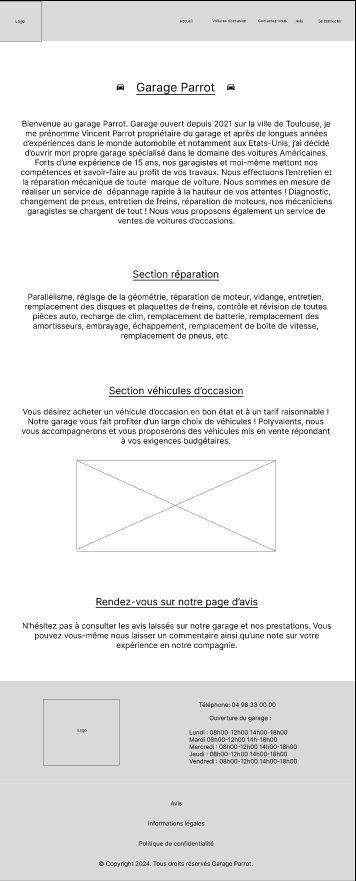 Logo
Accueil Voitures d'occasion Contactez-nous Avis Se connecter
Garage Parrot
Bienvenue au garage Parrot. Garage ouvert depuis 2021 sur la ville de Toulouse, je
me prénomme Vincent Parrot propriétaire du garage et après de longues années
d'expériences dans le monde automobile et notamment aux Etats-Unis, j'ai décidé
d'ouvrir mon propre garage spécialisé dans le domaine des voitures Américaines.
Forts d'une expérience de 15 ans, nos garagistes et moi-même mettont nos
compétences et savoir-faire au profit de vos travaux. Nous effectuons l'entretien et
la réparation mécanique de toute marque de voiture. Nous sommes en mesure de
réaliser un service de dépannage rapide à la hauteur de vos attentes ! Diagnostic,
changement de pneus, entretien de freins, réparation de moteurs, nos mécaniciens
garagistes se chargent de tout ! Nous vous proposons également un service de
ventes de voitures d'occasions.
Section réparation
Parallélisme, réglage de la géométrie, réparation de moteur, vidange, entretien,
remplacement des disques et plaquettes de freins, contrôle et révision de toutes
pièces auto, recharge de clim, remplacement de batterie, remplacement des
amortisseurs, embrayage, échappement, remplacement de boîte de vitesse,
remplacement de pneus, etc.
Section véhicules d'occasion
Vous désirez acheter un véhicule d'occasion en bon état et à un tarif raisonnable !
Notre garage vous fait profiter d'un large choix de véhicules ! Polyvalents, nous
vous accompagnerons et vous proposerons des véhicules mis en vente répondant
à vos exigences budgétaires.
Rendez-vous sur notre page d'avis
N'hésitez pas à consulter les avis laissés sur notre garage et nos prestations. Vous
pouvez vous-même nous laisser un commentaire ainsi qu'une note sur votre
expérience en notre compagnie.
Logo
Téléphone: 04 98 33 00 00
Ouverture du garage :
Lundi : 08h00-12h00 14h00-18h00
Mardi 08h00-12h00 14h-18h00
Mercredi : 08h00-12h00 14h00-18h00
Jeudi : 08h00-12h00 14h00-18h00
Vendredi : 08h00-12h00 14h00-18h00
Avis
Informations légales
Politique de confidentialité
© Copyright 2024. Tous droits réservés Garage Parrot.